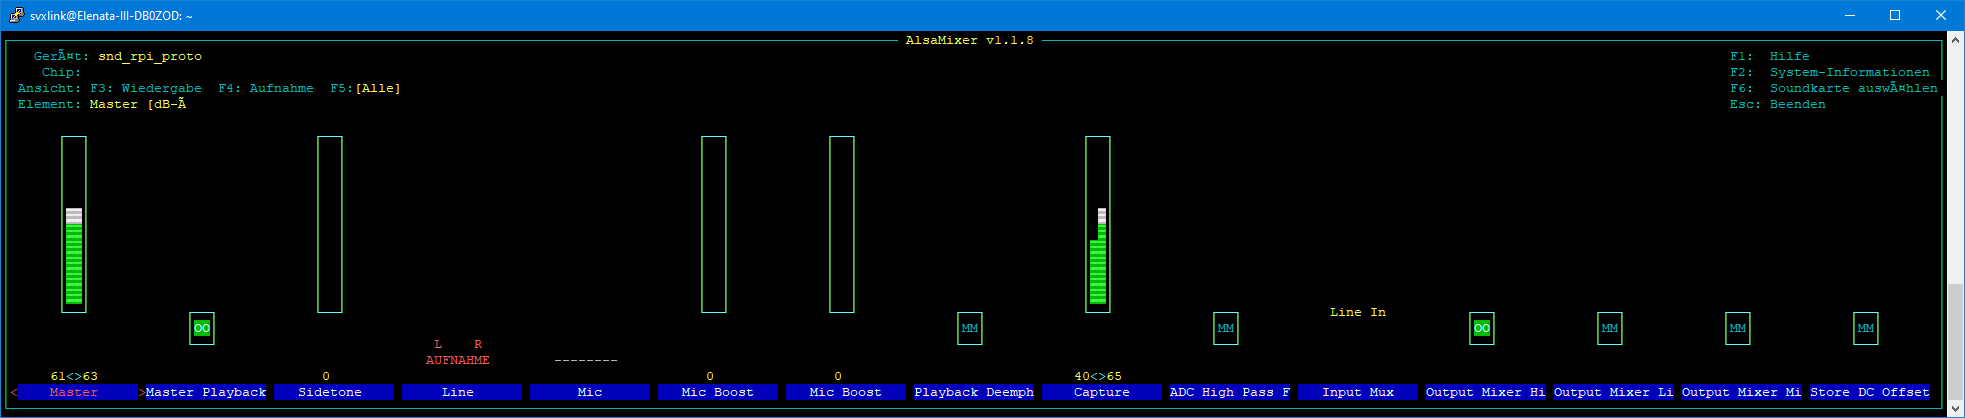 svxlink@Elenata-III-DB0ZOD: ~
AlsaMixer v1.1.8
GerÃ¤t: snd_rpi_proto
F1: Hilfe
Chip:
F2: System-Informationen
Ansicht: F3: Wiedergabe F4: Aufnahme F5:[Alle]
F6: Soundkarte auswÃ¤hlen
Element: Master [dB-Ã
Esc: Beenden
Line In
OO MM MM OO MM MM MM
L R
AUFNAHME --------
61<>63 0 0 0 40<>65
< Master >Master Playback Sidetone Line Mic Mic Boost Mic Boost Playback Deemph Capture ADC High Pass F Input Mux Output Mixer Hi Output Mixer Li Output Mixer Mi Store DC Offset